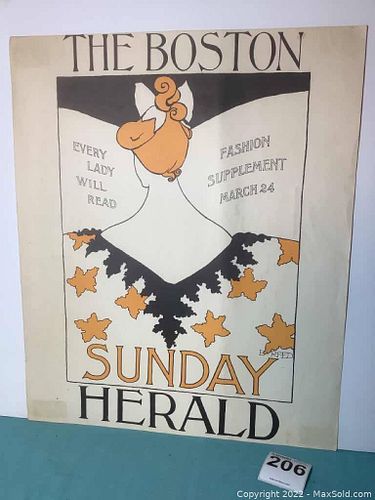 THE BOSTON
EVERY
LADY
WILL
READ
FASHION
SUPPLEMENT
MARCH 24
SUNDAY
HERALD
206
Copyright © 2022 - MaxSold.com